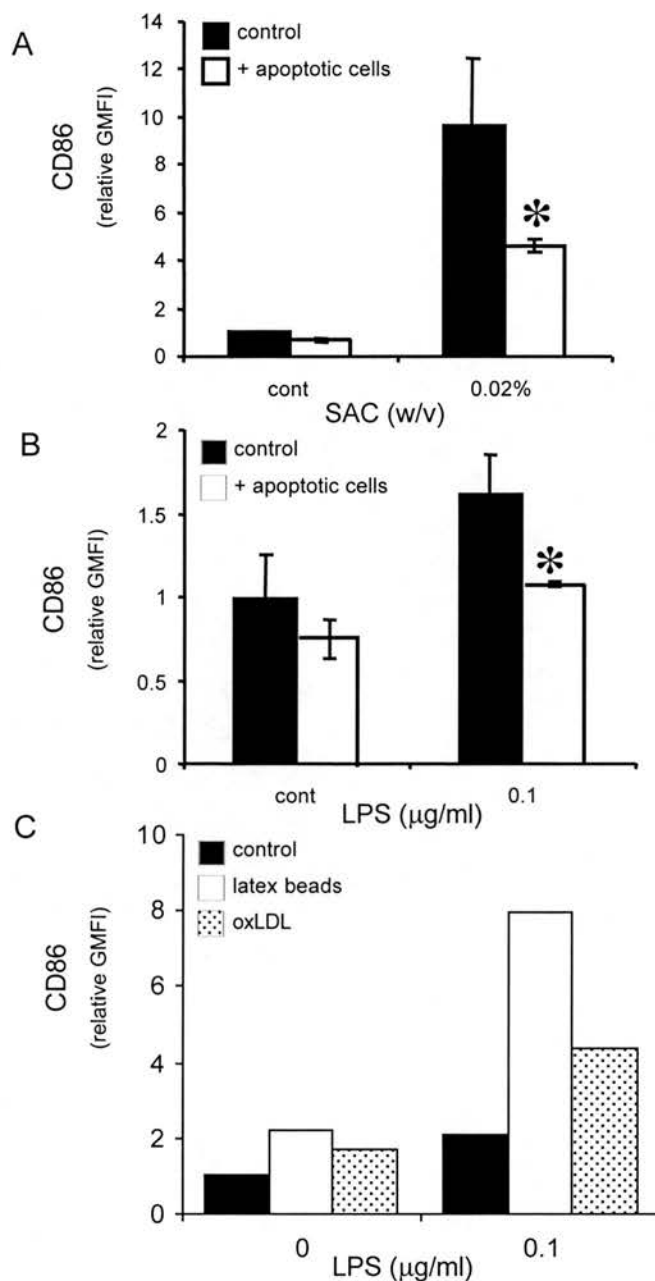 A
control
+ apoptotic cells
CD86
(relative GMFI)
14
12
10
8
6
4
2
0
*
cont
0.02%
SAC (w/v)
B
control
+ apoptotic cells
CD86
(relative GMFI)
2
1.5
1
0.5
0
*
cont
0.1
LPS (μg/ml)
C
control
latex beads
oxLDL
CD86
(relative GMFI)
10
8
6
4
2
0
0
0.1
LPS (μg/ml)